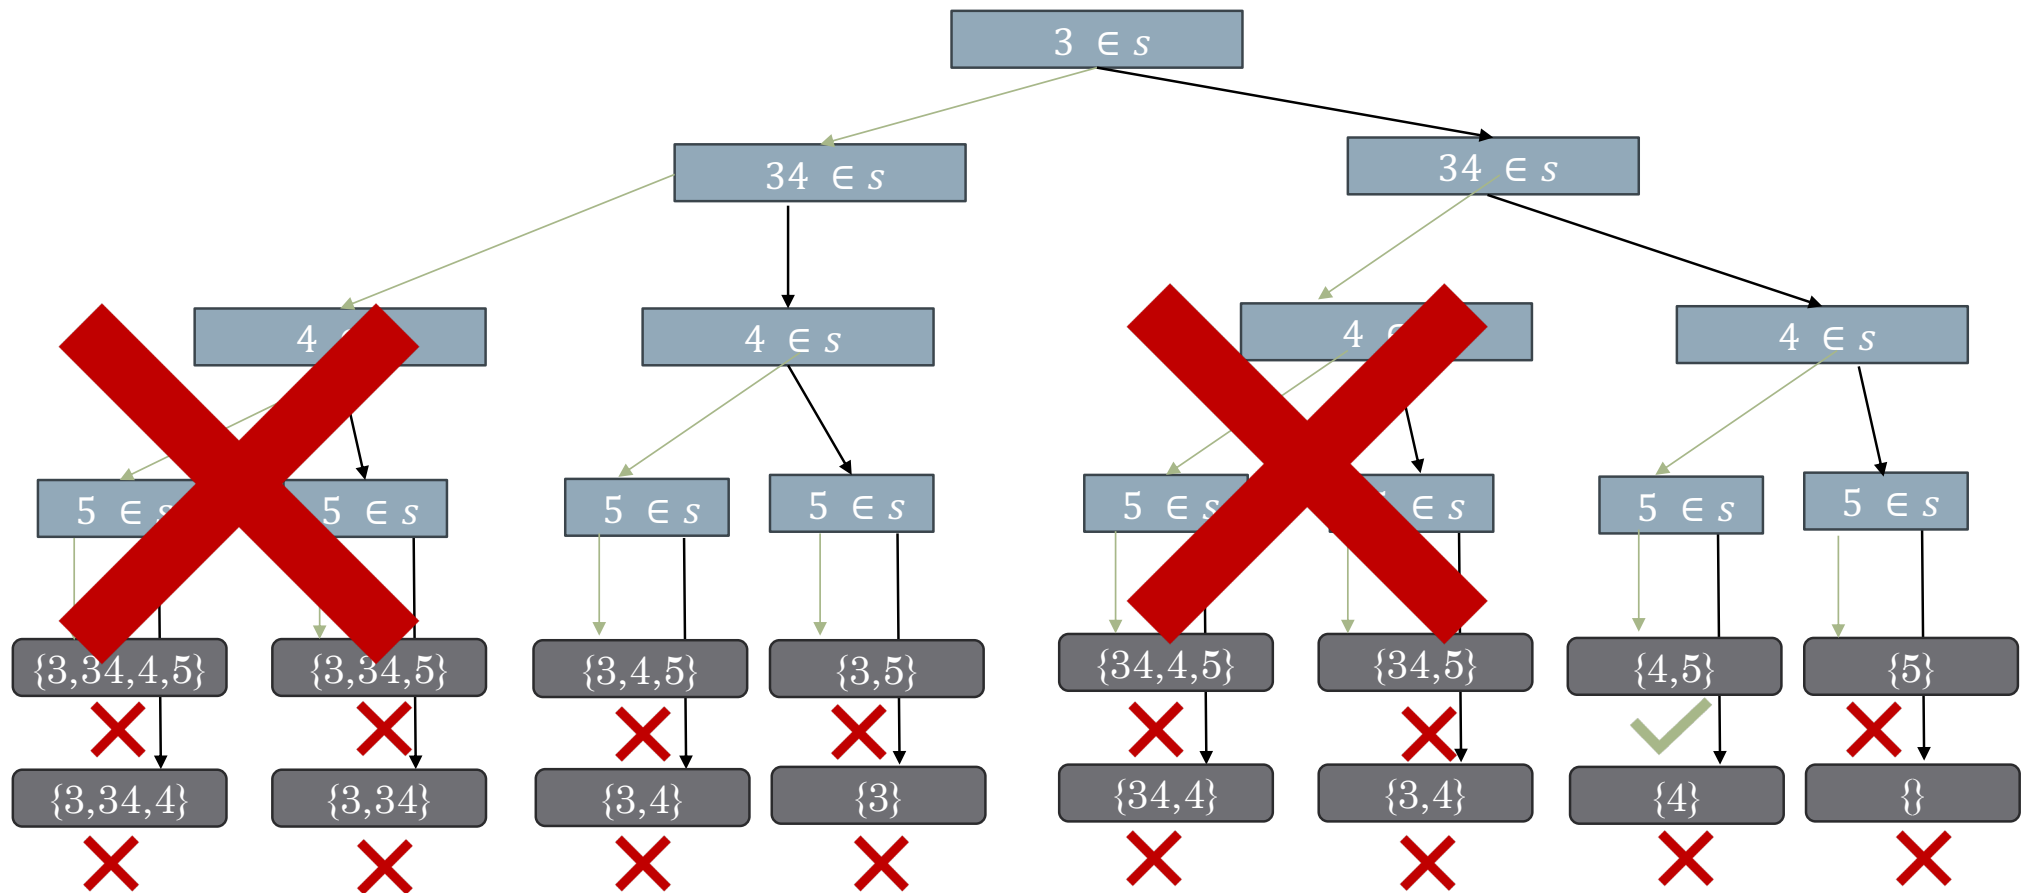 3 ∈ s
34 ∈ s
34 ∈ s
4 ∈
4 ∈ s
4 ∈
4 ∈ s
5 ∈ s
5 ∈ s
5 ∈ s
5 ∈ s
5 ∈ s
∈ s
5 ∈ s
5 ∈ s
{3,34,4,5}
{3,34,5}
{3,4,5}
{3,5}
{34,4,5}
{34,5}
{4,5}
{5}
{3,34,4}
{3,34}
{3,4}
{3}
{34,4}
{3,4}
{4}
{}